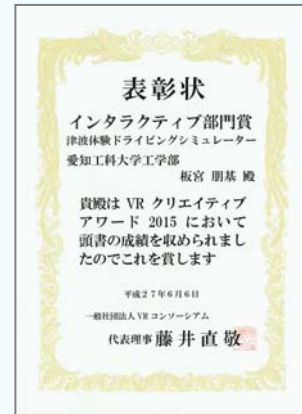 表彰状
インタラクティブ部門賞
津波体験ドライビングシミュレーター
愛知工科大学工学部
板宮 朋基 殿
貴殿は VR クリエイティブ
アワード 2015 において
頭書の成績を収められまし
たのでこれを賞します
平成27年6月6日
一般社団法人 VR コンソーシアム
代表理事 藤井直敬